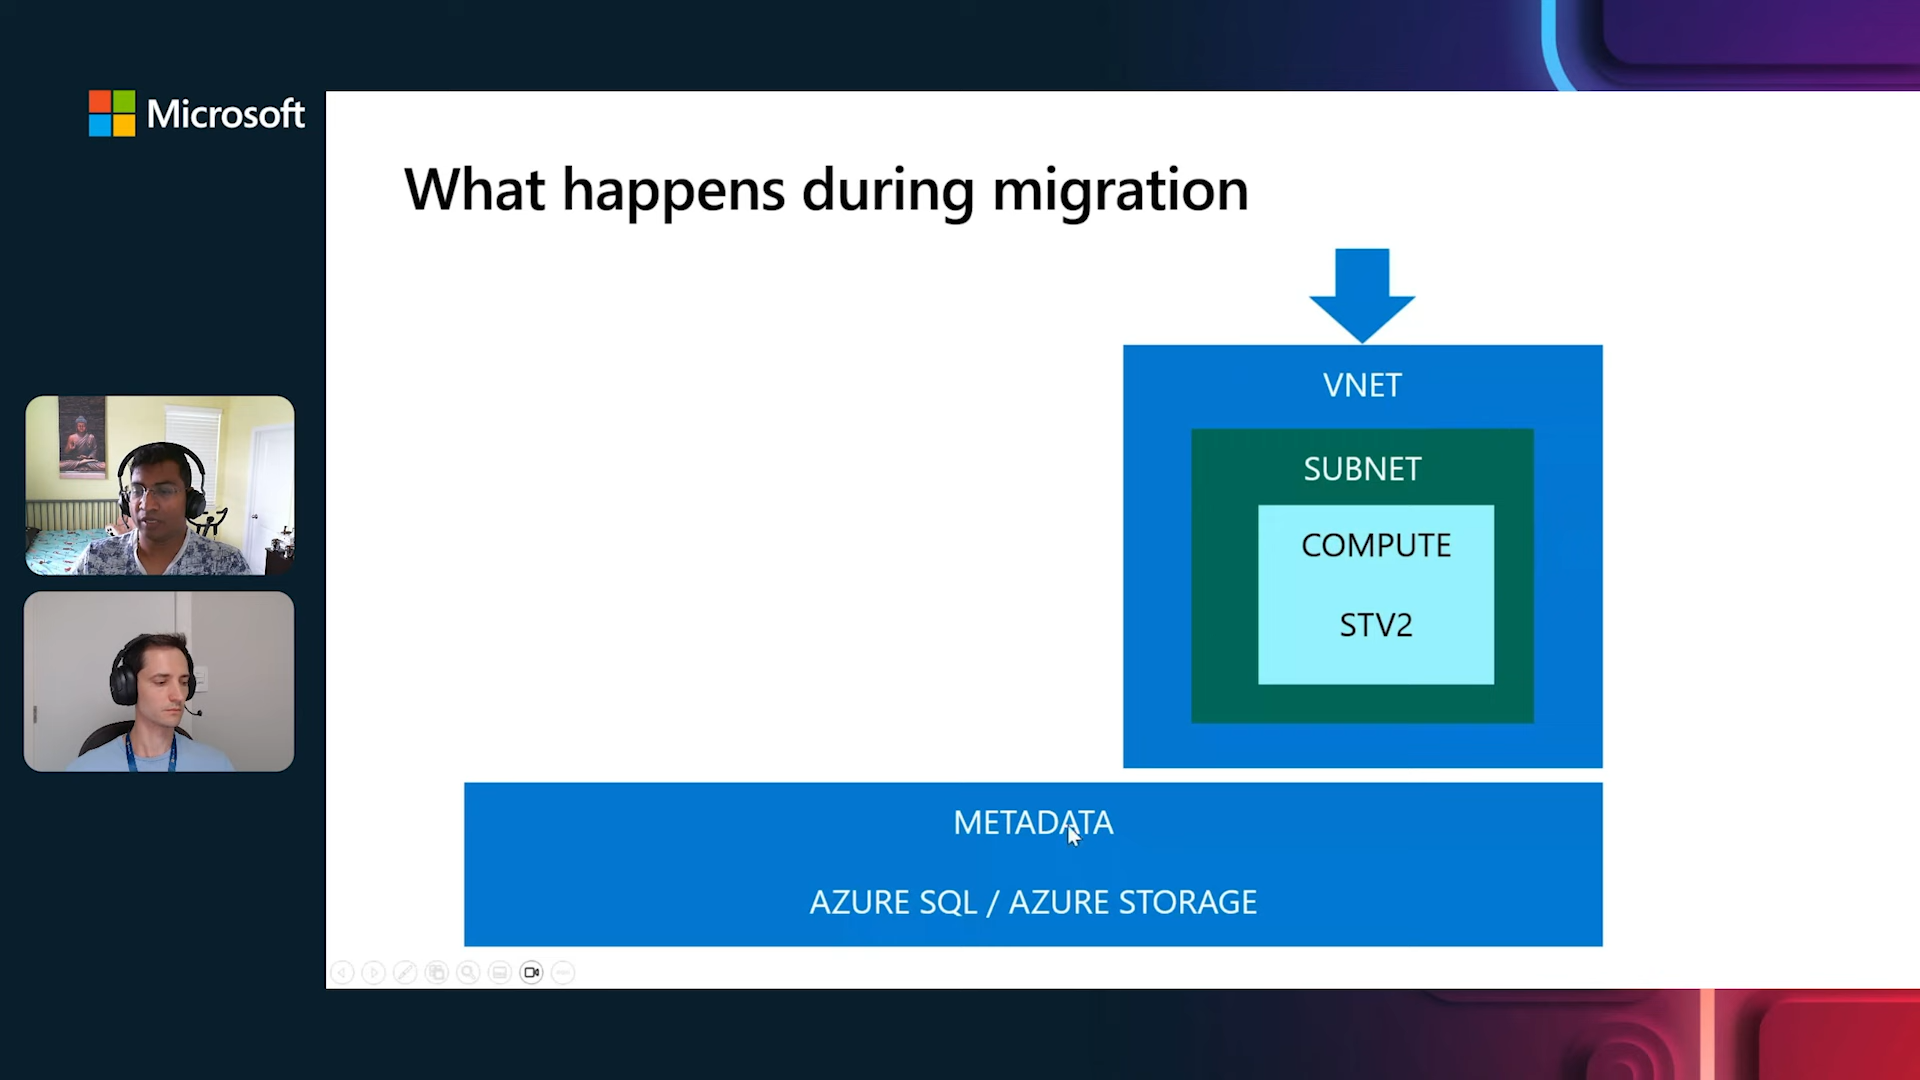 Microsoft
What happens during migration
VNET
SUBNET
COMPUTE
STV2
METADATA
AZURE SQL / AZURE STORAGE